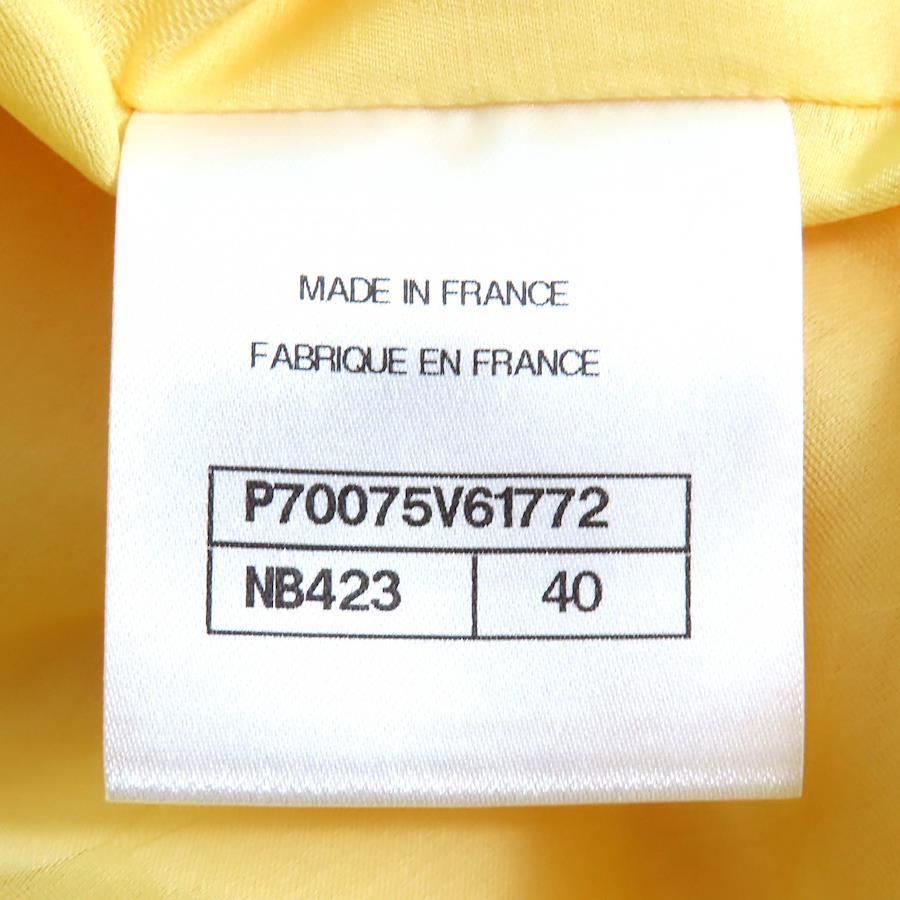 MADE IN FRANCE
FABRIQUE EN FRANCE
P70075V61772
NB423 40